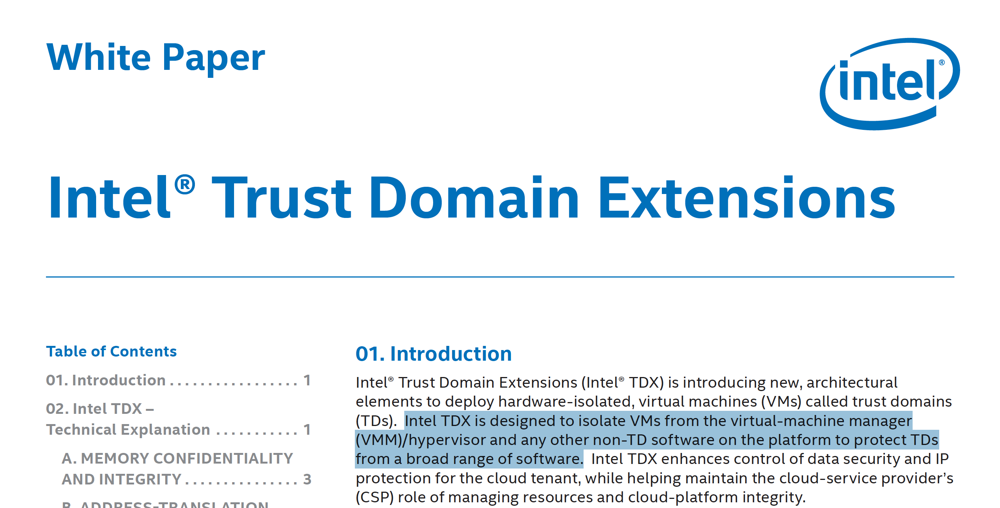 White Paper
intel®
Intel® Trust Domain Extensions
Table of Contents
01. Introduction . . . . . . . . . . . . . . . . . 1
02. Intel TDX –
Technical Explanation . . . . . . . . . . . 1
A. MEMORY CONFIDENTIALITY
AND INTEGRITY . . . . . . . . . . . . . . . 3
B. ADDRESS-TRANSLATION
01. Introduction
Intel® Trust Domain Extensions (Intel® TDX) is introducing new, architectural
elements to deploy hardware-isolated, virtual machines (VMs) called trust domains
(TDs).  Intel TDX is designed to isolate VMs from the virtual-machine manager
(VMM)/hypervisor and any other non-TD software on the platform to protect TDs
from a broad range of software.  Intel TDX enhances control of data security and IP
protection for the cloud tenant, while helping maintain the cloud-service provider’s
(CSP) role of managing resources and cloud-platform integrity.